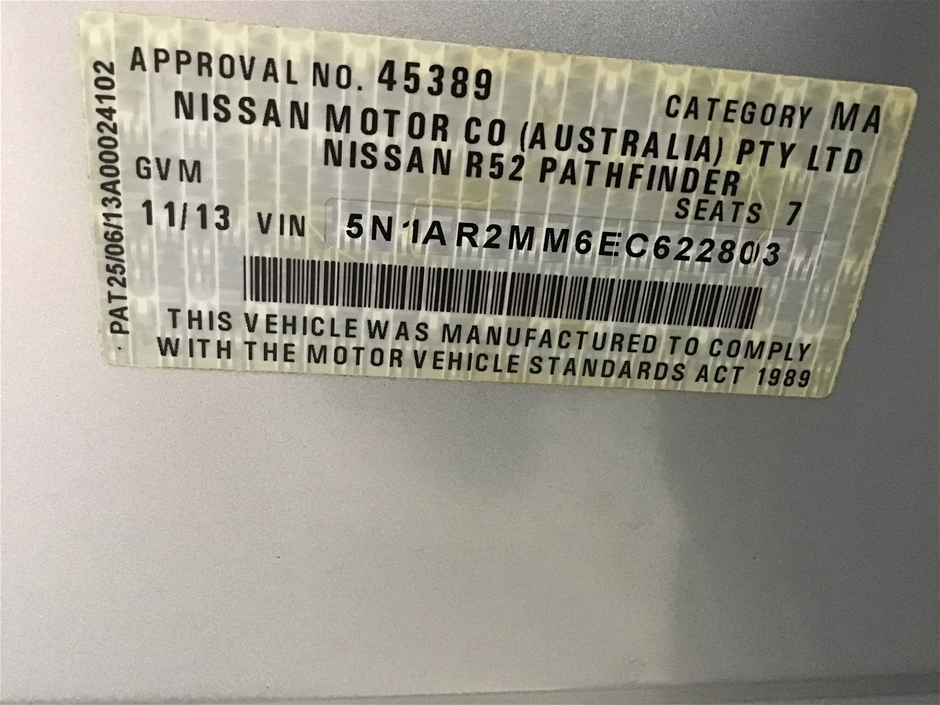 APPROVAL NO. 45389
CATEGORY MA
NISSAN MOTOR CO (AUSTRALIA) PTY LTD
NISSAN R52 PATHFINDER
GVM
SEATS 7
11/13 VIN 5N1AR2MM6EC622803
THIS VEHICLE WAS MANUFACTURED TO COMPLY
WITH THE MOTOR VEHICLE STANDARDS ACT 1989
PAT25/06/13A00024102